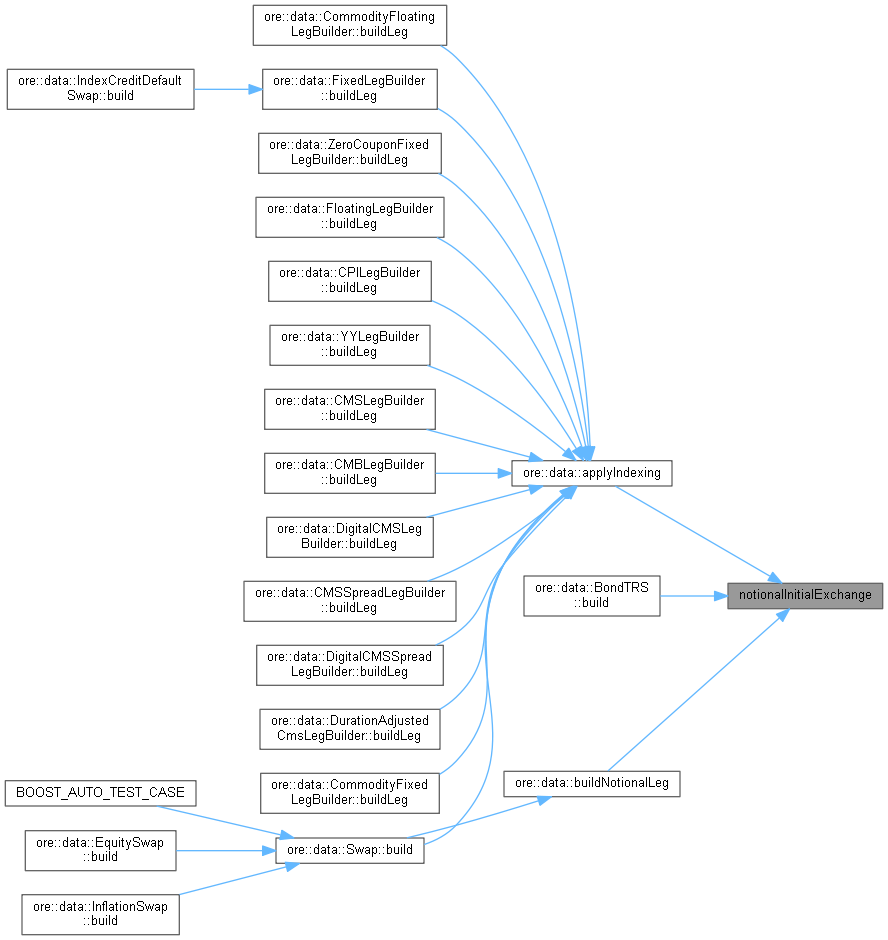 ore::data::CommodityFloating
LegBuilder::buildLeg
ore::data::IndexCreditDefault
Swap::build
ore::data::FixedLegBuilder
::buildLeg
ore::data::ZeroCouponFixed
LegBuilder::buildLeg
ore::data::FloatingLegBuilder
::buildLeg
ore::data::CPILegBuilder
::buildLeg
ore::data::YYLegBuilder
::buildLeg
ore::data::CMSLegBuilder
::buildLeg
ore::data::CMBLegBuilder
::buildLeg
ore::data::applyIndexing
ore::data::DigitalCMSLeg
Builder::buildLeg
ore::data::CMSSpreadLegBuilder
::buildLeg
ore::data::BondTRS
::build
notionalInitialExchange
ore::data::DigitalCMSSpread
LegBuilder::buildLeg
ore::data::DurationAdjusted
CmsLegBuilder::buildLeg
ore::data::CommodityFixed
LegBuilder::buildLeg
ore::data::buildNotionalLeg
BOOST_AUTO_TEST_CASE
ore::data::EquitySwap
::build
ore::data::Swap::build
ore::data::InflationSwap
::build